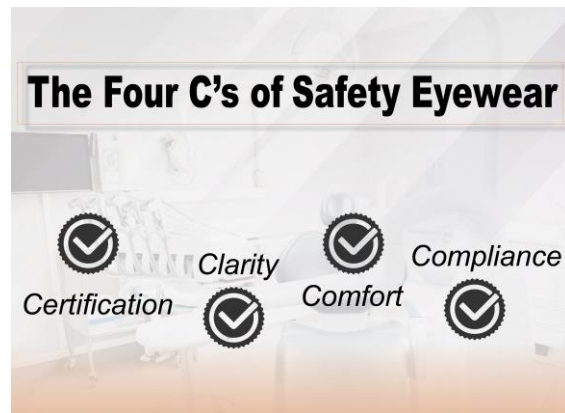 The Four C's of Safety Eyewear
Certification
Clarity
Comfort
Compliance